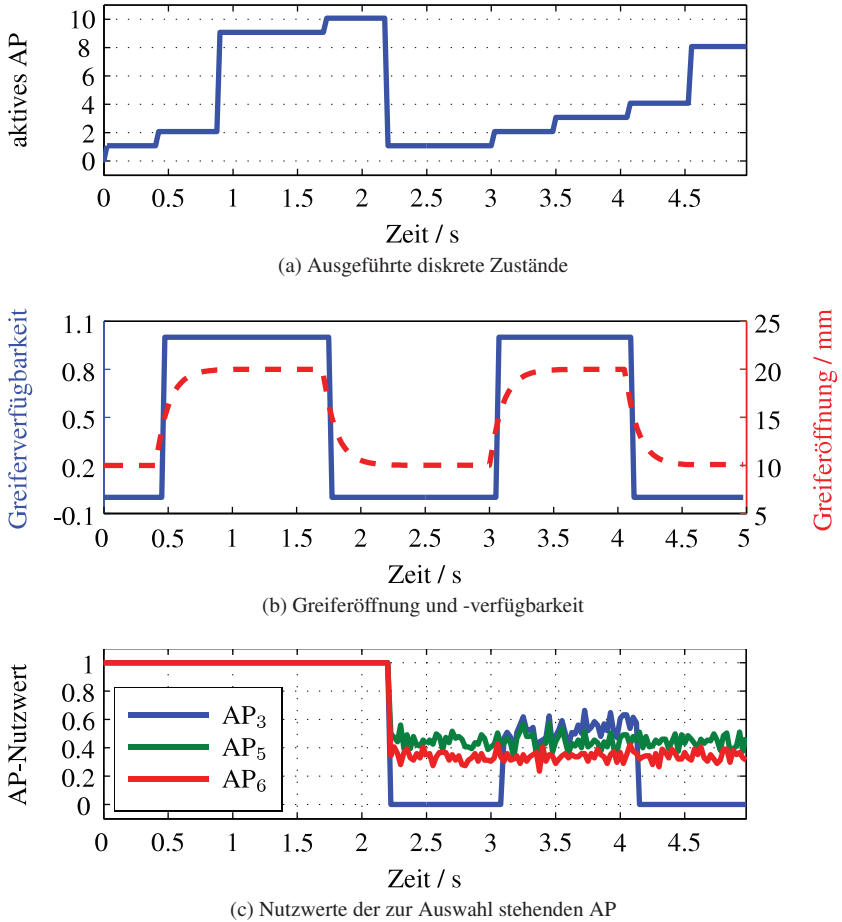 aktives AP
10
8
6
4
2
0
0 0.5 1 1.5 2 2.5 3 3.5 4 4.5
Zeit / s
(a) Ausgeführte diskrete Zustände
Greiferverfügbarkeit
1.1
0.8
0.5
0.2
-0.1
25
20
15
10
5
Greiferöffnung / mm
0 0.5 1 1.5 2 2.5 3 3.5 4 4.5 5
Zeit / s
(b) Greiferöffnung und -verfügbarkeit
AP-Nutzwert
1
0.8
0.6
0.4
0.2
0
AP3
AP5
AP6
0 0.5 1 1.5 2 2.5 3 3.5 4 4.5
Zeit / s
(c) Nutzwerte der zur Auswahl stehenden AP